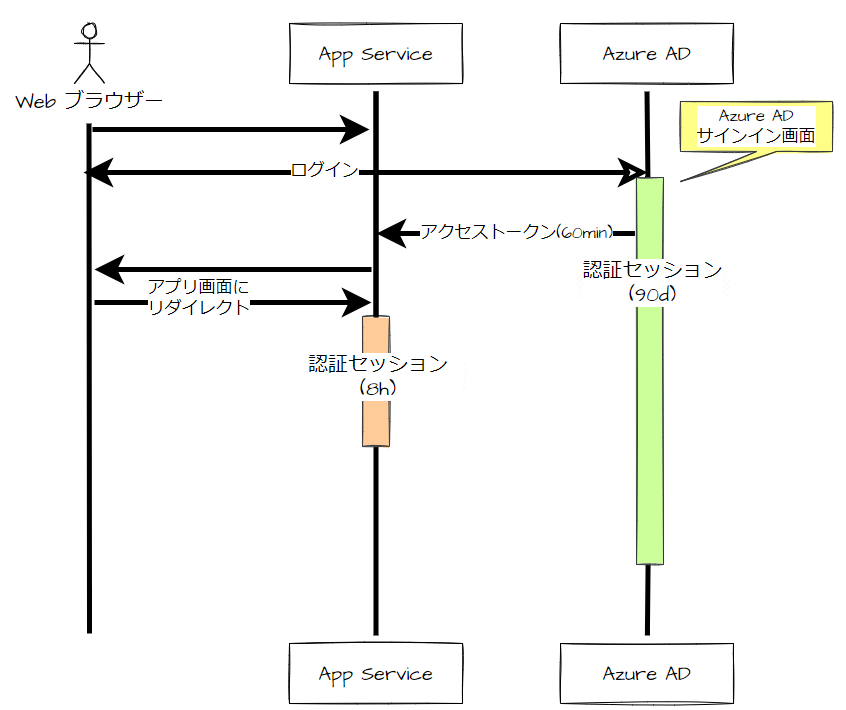 App Service
Azure AD
Web ブラウザー
Azure AD
サインイン画面
ログイン
アクセストークン(60min)
認証セッション
(90d)
アプリ画面に
リダイレクト
認証セッション
(8h)
App Service
Azure AD